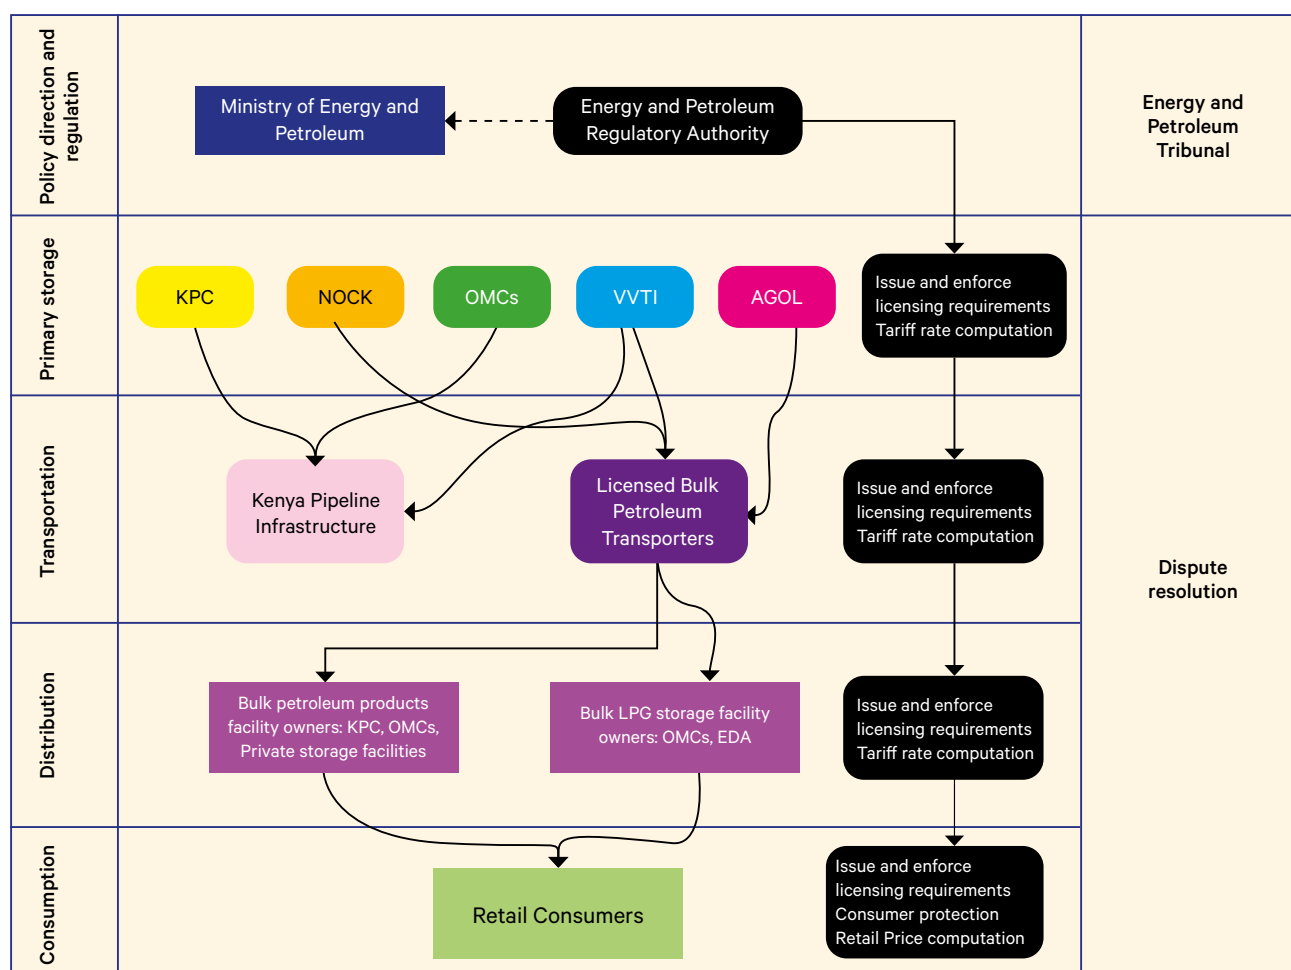 Policy direction and
regulation
Ministry of Energy and
Petroleum
Energy and Petroleum
Regulatory Authority
Energy and
Petroleum
Tribunal
Primary storage
KPC
NOCK
OMCs
VVTI
AGOL
Issue and enforce
licensing requirements
Tariff rate computation
Transportation
Kenya Pipeline
Infrastructure
Licensed Bulk
Petroleum
Transporters
Issue and enforce
licensing requirements
Tariff rate computation
Dispute
resolution
Distribution
Bulk petroleum products
facility owners: KPC, OMCs,
Private storage facilities
Bulk LPG storage facility
owners: OMCs, EDA
Issue and enforce
licensing requirements
Tariff rate computation
Consumption
Retail Consumers
Issue and enforce
licensing requirements
Consumer protection
Retail Price computation